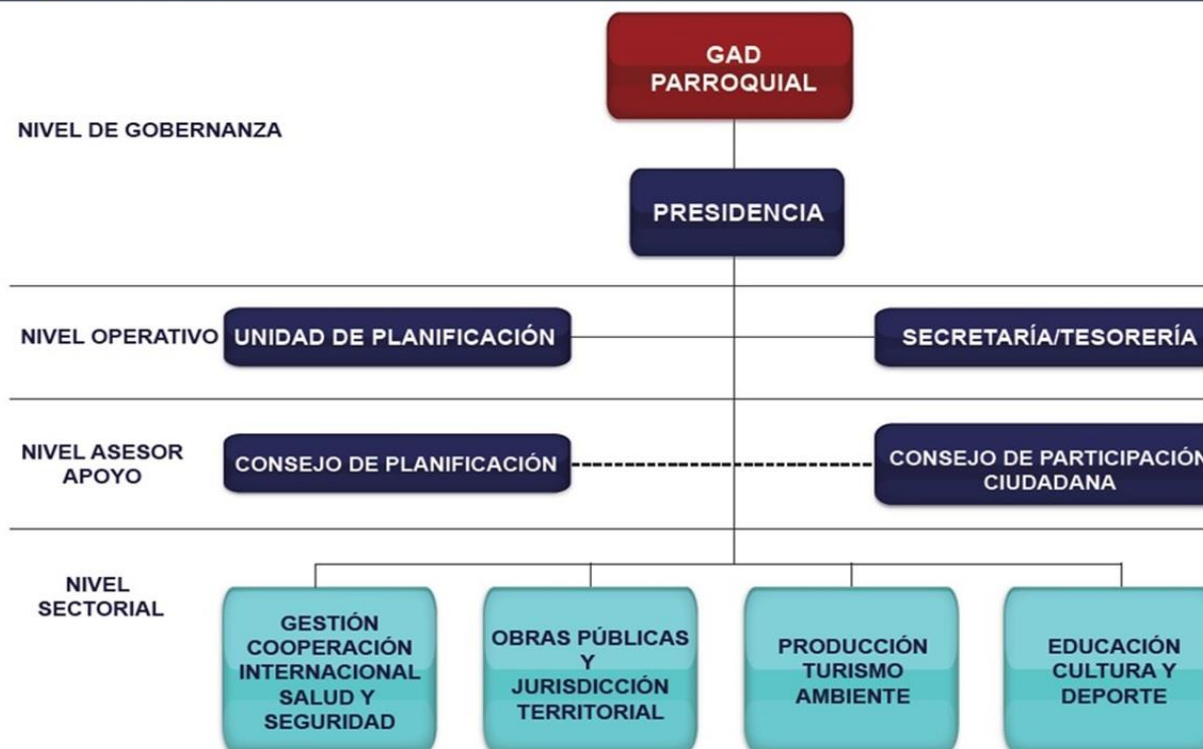 GAD
PARROQUIAL
NIVEL DE GOBERNANZA
PRESIDENCIA
NIVEL OPERATIVO
UNIDAD DE PLANIFICACIÓN
SECRETARÍA/TESORERÍA
NIVEL ASESOR
APOYO
CONSEJO DE PLANIFICACIÓN
CONSEJO DE PARTICIPACIÓN
CIUDADANA
NIVEL
SECTORIAL
GESTIÓN
COOPERACIÓN
INTERNACIONAL
SALUD Y
SEGURIDAD
OBRAS PÚBLICAS
Y
JURISDICCIÓN
TERRITORIAL
PRODUCCIÓN
TURISMO
AMBIENTE
EDUCACIÓN
CULTURA Y
DEPORTE